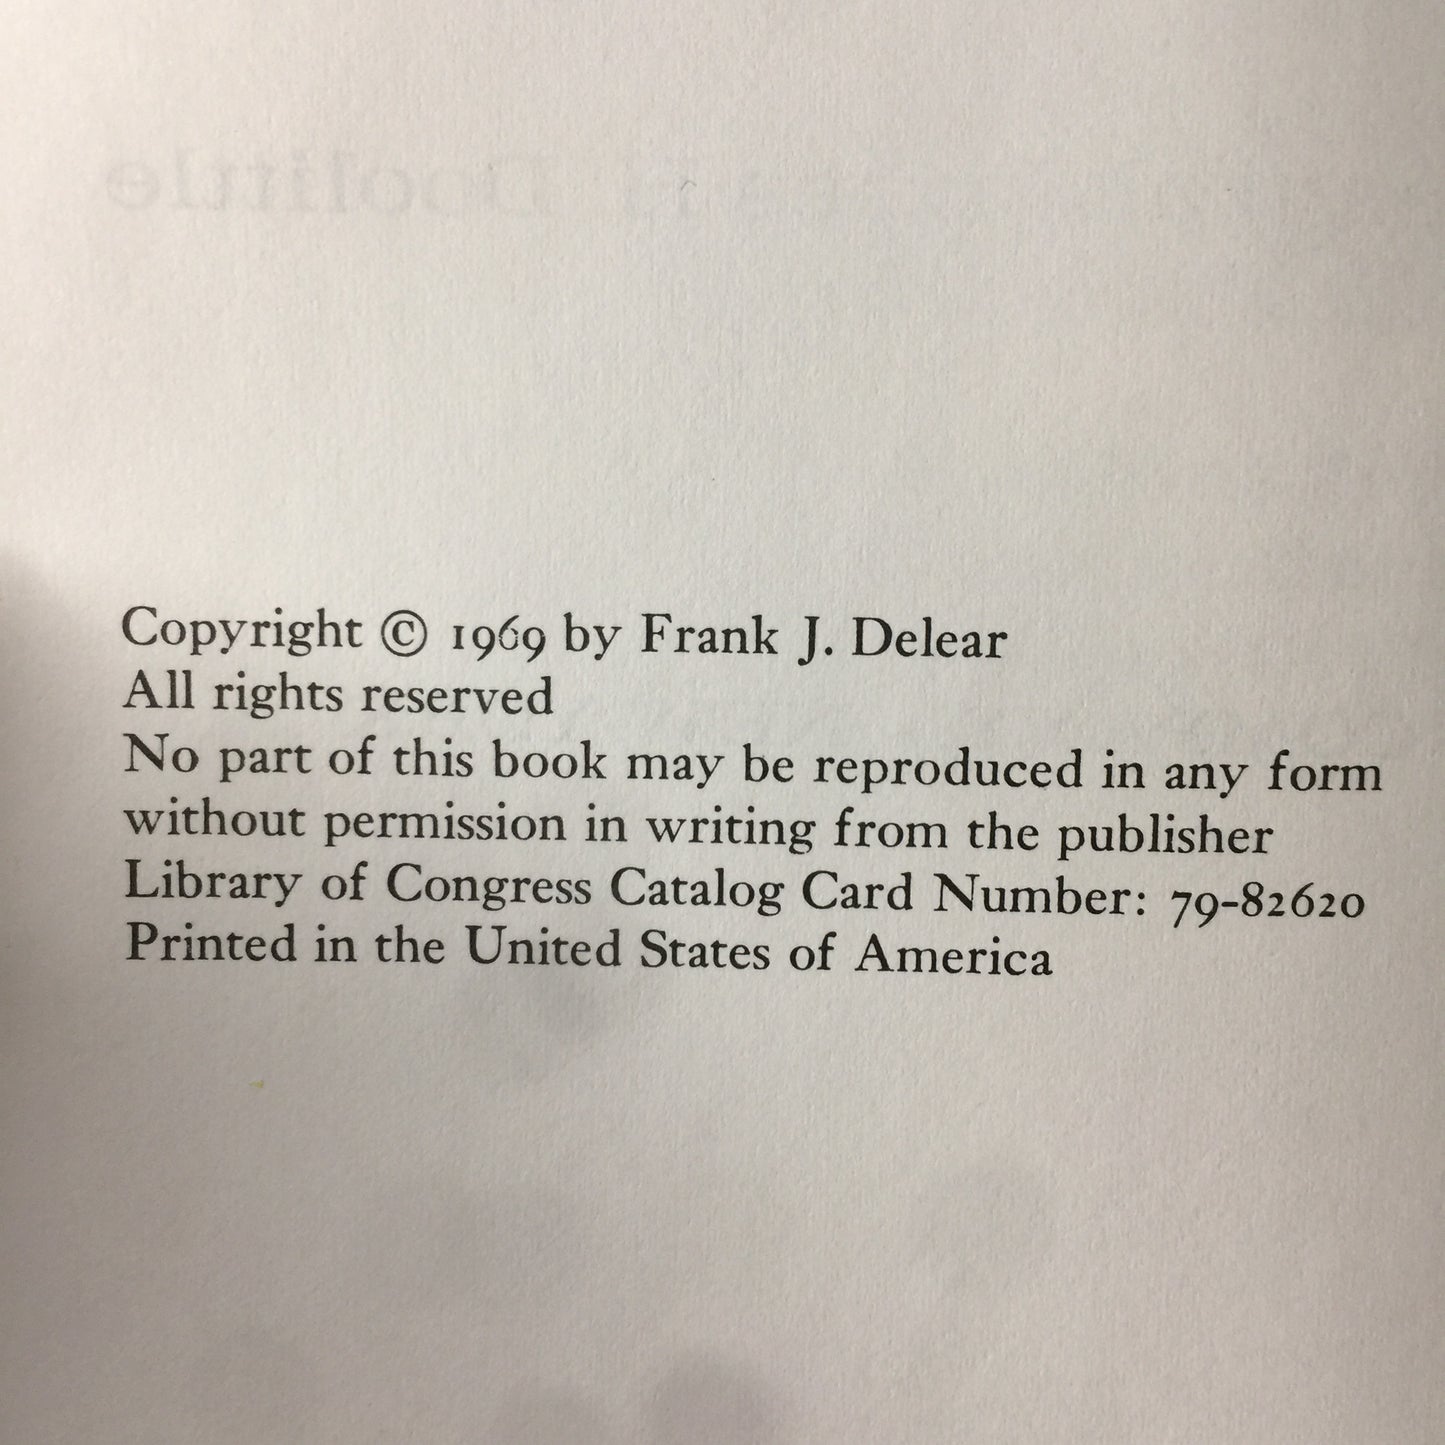 Doolittle
Copyright © 1969 by Frank J. Delear
All rights reserved
No part of this book may be reproduced in any form
without permission in writing from the publisher
Library of Congress Catalog Card Number: 79-82620
Printed in the United States of America